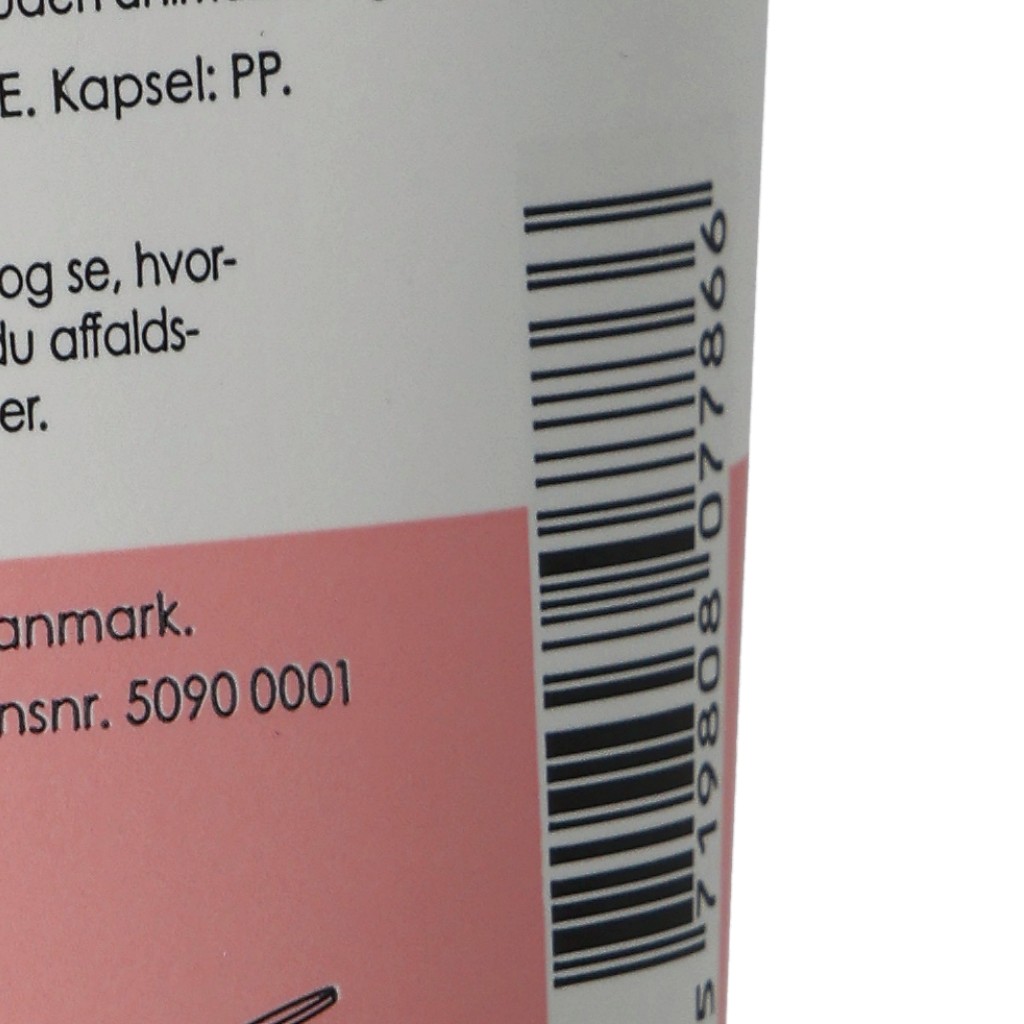 E. Kapsel: PP.
og se, hvor-
du affalds-
er.
anmark.
nsnr. 5090 0001
5 719808 077866